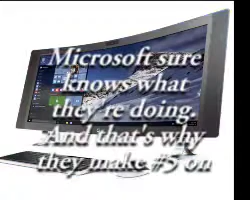 Microsoft sure
knows what
they're doing.
And that's why
they make #5 on